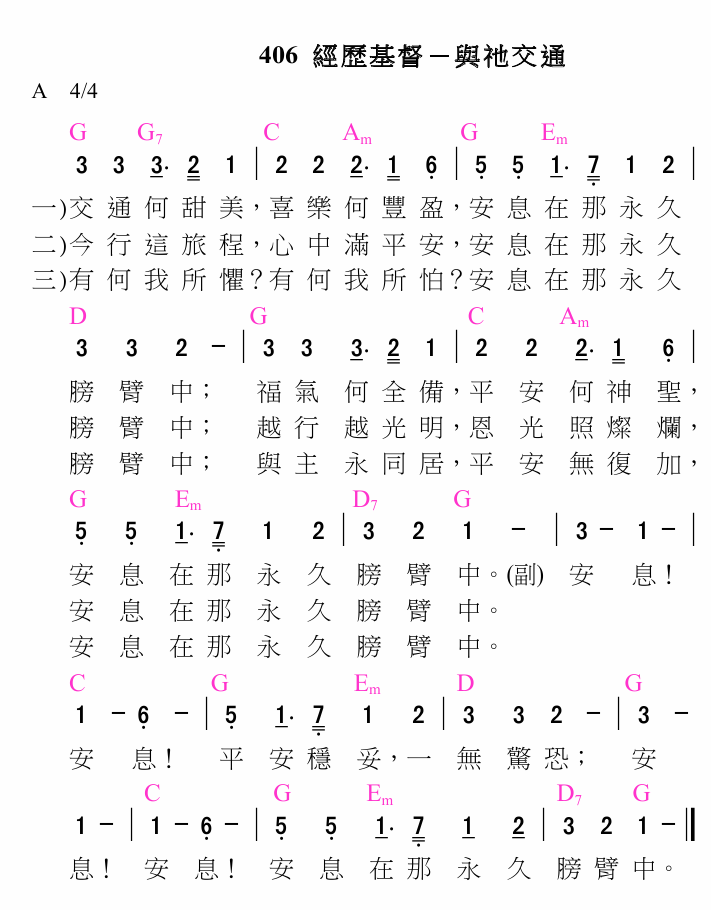 406 經歷基督－與祂交通
A 4/4
G G7 C Am G Em
3 3 3· 2 1 | 2 2 2· 1 6 | 5 5 1· 7 1 2 |
一)交通何甜美，喜樂何豐盈，安息在那永久
二)今行這旅程，心中滿平安，安息在那永久
三)有何我所懼？有何我所怕？安息在那永久
D G C Am
3 3 2 － | 3 3 3· 2 1 | 2 2 2· 1 6 |
膀臂中； 福氣何全備，平安何神聖，
膀臂中； 越行越光明，恩光照燦爛，
膀臂中； 與主永同居，平安無復加，
G Em D7 G
5 5 1· 7 1 2 | 3 2 1 － | 3 － 1 － |
安息在那永久膀臂中。(副) 安息！
安息在那永久膀臂中。
安息在那永久膀臂中。
C G Em D G
1 － 6 － | 5 1· 7 1 2 | 3 3 2 － | 3 －
安息！ 平安穩妥，一無驚恐； 安
C G Em D7 G
1 － | 1 － 6 － | 5 5 1· 7 1 2 | 3 2 1 － ||
息！ 安息！ 安息在那永久膀臂中。